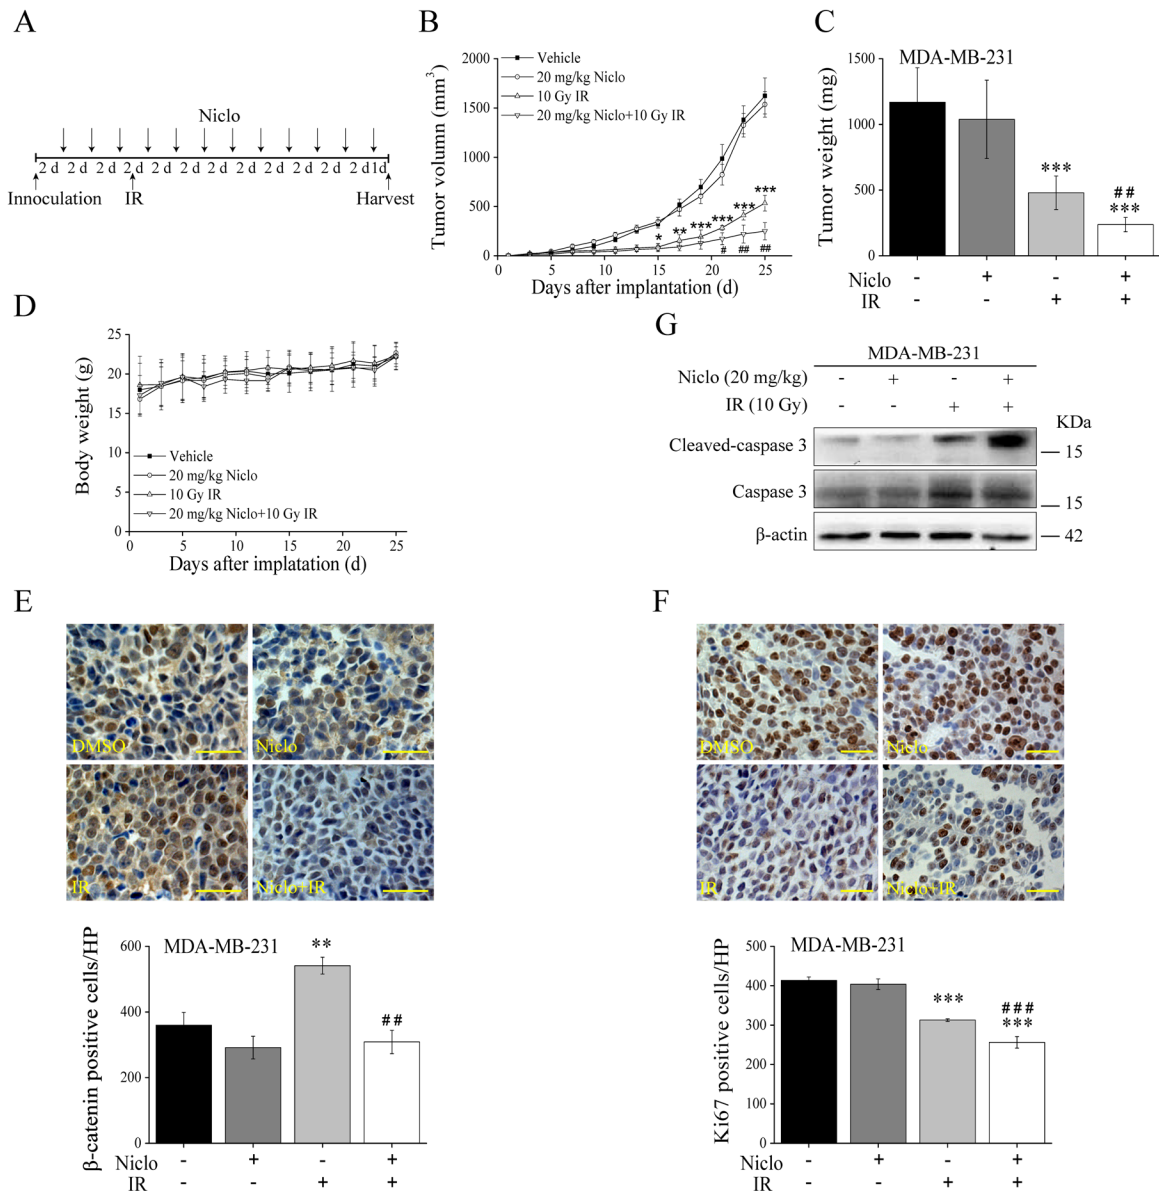 A
Niclo
2 d 2 d 2 d 2 d 2 d 2 d 2 d 2 d 2 d 2 d 2 d 2 d 1d
Innoculation IR Harvest
B
Vehicle
20 mg/kg Niclo
10 Gy IR
20 mg/kg Niclo+10 Gy IR
Tumor volumn (mm3)
2000
1500
1000
500
0
* ** *** *** *** ***
# ## ##
0 5 10 15 20 25
Days after implantation (d)
C
MDA-MB-231
Tumor weight (mg)
1500
1000
500
0
***
##
***
Niclo - + - +
IR - - + +
D
Body weight (g)
25
20
15
10
5
0
Vehicle
20 mg/kg Niclo
10 Gy IR
20 mg/kg Niclo+10 Gy IR
0 5 10 15 20 25
Days after implatation (d)
G
MDA-MB-231
Niclo (20 mg/kg) - + - +
IR (10 Gy) - - + +
KDa
Cleaved-caspase 3 15
Caspase 3 15
β-actin 42
E
DMSO Niclo
IR Niclo+IR
β-catenin positive cells/HP
MDA-MB-231
600
400
200
0
**
##
Niclo - + - +
IR - - + +
F
DMSO Niclo
IR Niclo+IR
Ki67 positive cells/HP
MDA-MB-231
500
400
300
200
100
0
***
###
***
Niclo - + - +
IR - - + +